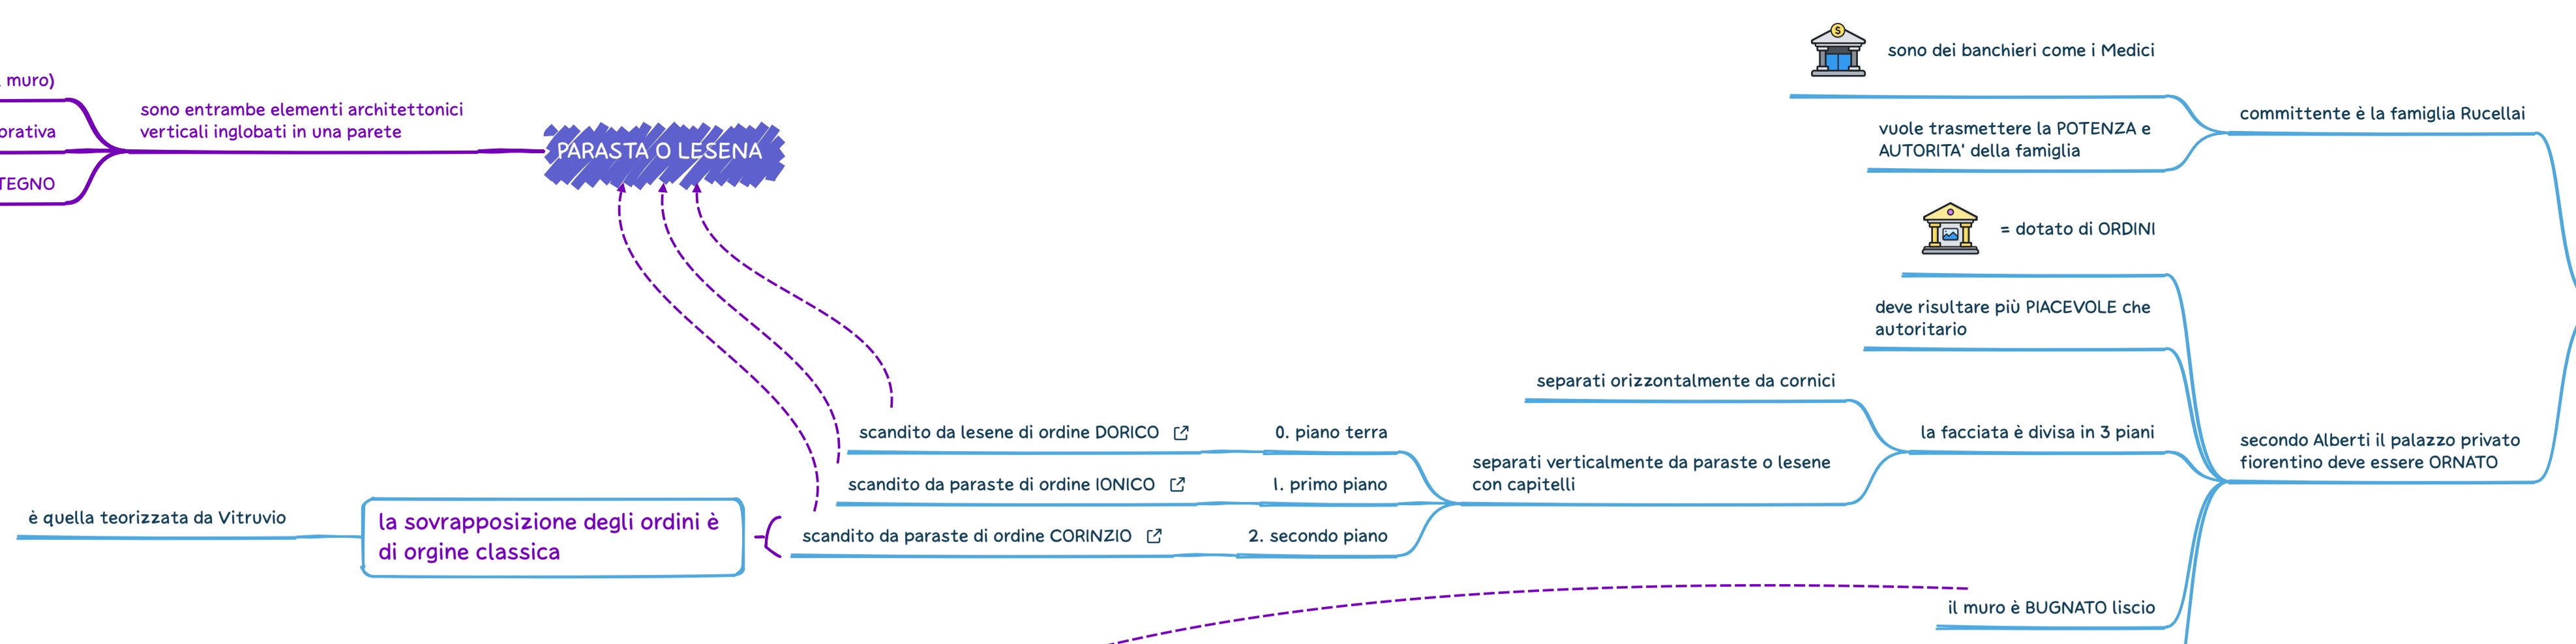 sono dei banchieri come i Medici
muro)
sono entrambe elementi architettonici
verticali inglobati in una parete
orativa
TEGNO
PARASTA O LESENA
committente è la famiglia Rucellai
vuole trasmettere la POTENZA e
AUTORITA' della famiglia
= dotato di ORDINI
deve risultare più PIACEVOLE che
autoritario
separati orizzontalmente da cornici
la facciata è divisa in 3 piani
secondo Alberti il palazzo privato
fiorentino deve essere ORNATO
separati verticalmente da paraste o lesene
con capitelli
scandito da lesene di ordine DORICO
0. piano terra
scandito da paraste di ordine IONICO
1. primo piano
scandito da paraste di ordine CORINZIO
2. secondo piano
la sovrapposizione degli ordini è
di orgine classica
è quella teorizzata da Vitruvio
il muro è BUGNATO liscio